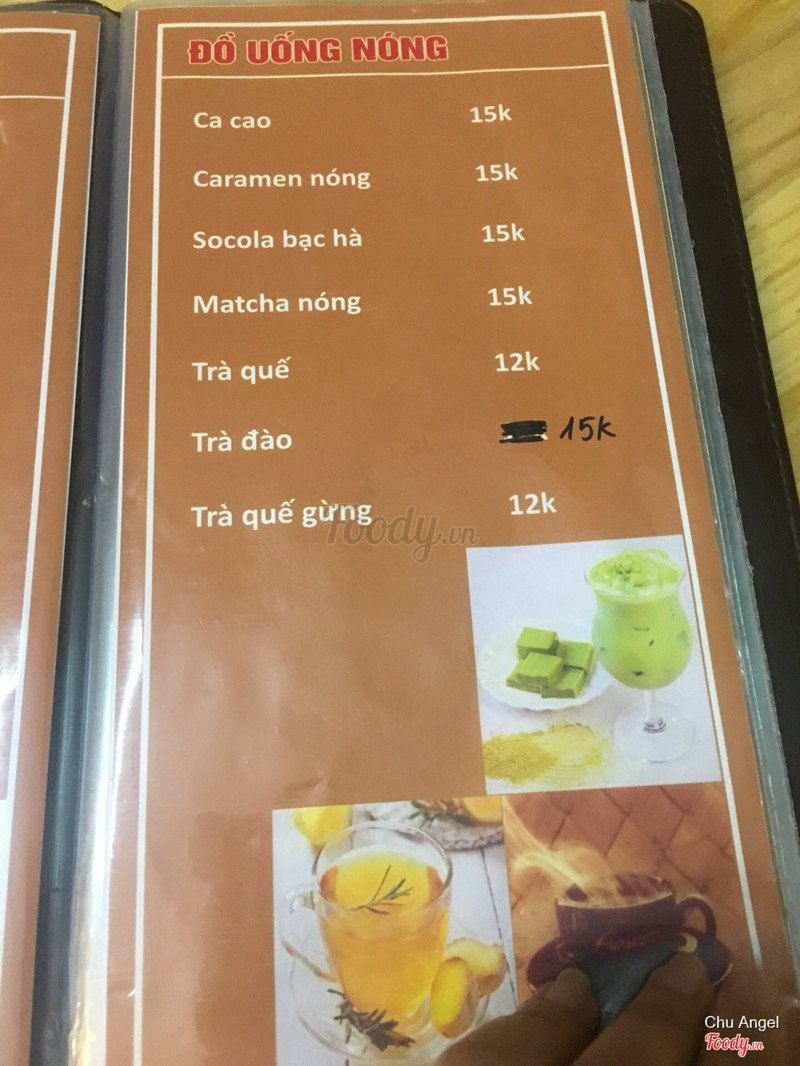 ĐỒ UỐNG NÓNG
Ca cao 15k
Caramen nóng 15k
Socola bạc hà 15k
Matcha nóng 15k
Trà quế 12k
Trà đào 15k
Trà quế gừng 12k
Foody.vn
Chu Angel
Foody.vn